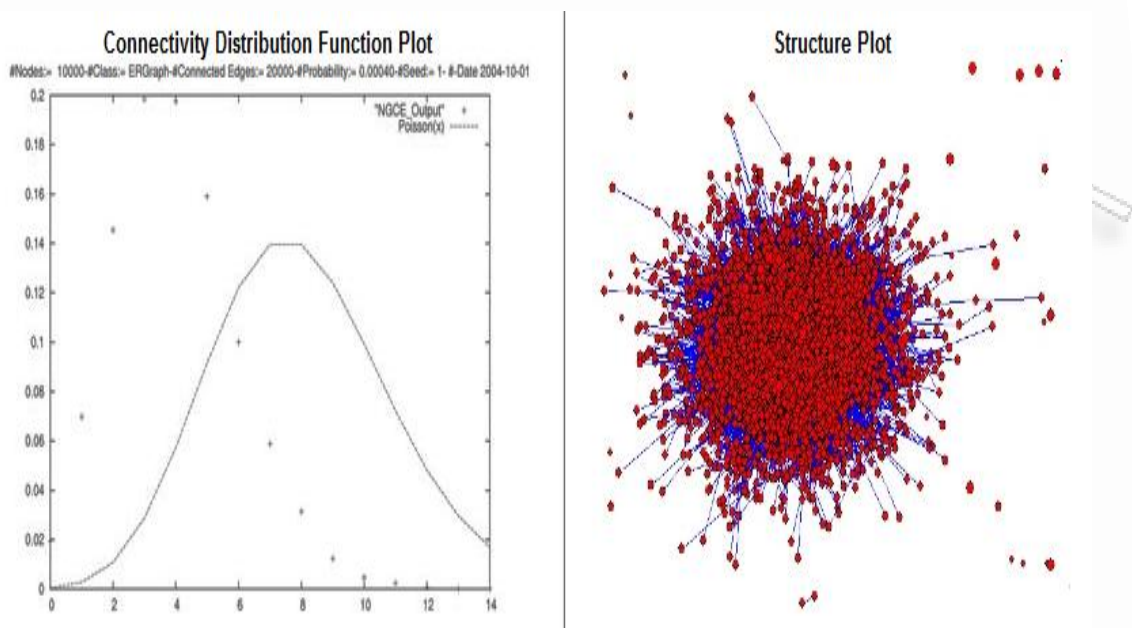 Connectivity Distribution Function Plot
#Nodes:= 10000-#Class:= ERGraph-#Connected Edges:= 20000-#Probability:= 0.00040-#Seed:= 1- #-Date 2004-10-01
0.2
0.18
0.16
0.14
0.12
0.1
0.08
0.06
0.04
0.02
0
0 2 4 6 8 10 12 14
"NGCE_Output"
Poisson(x)
Structure Plot